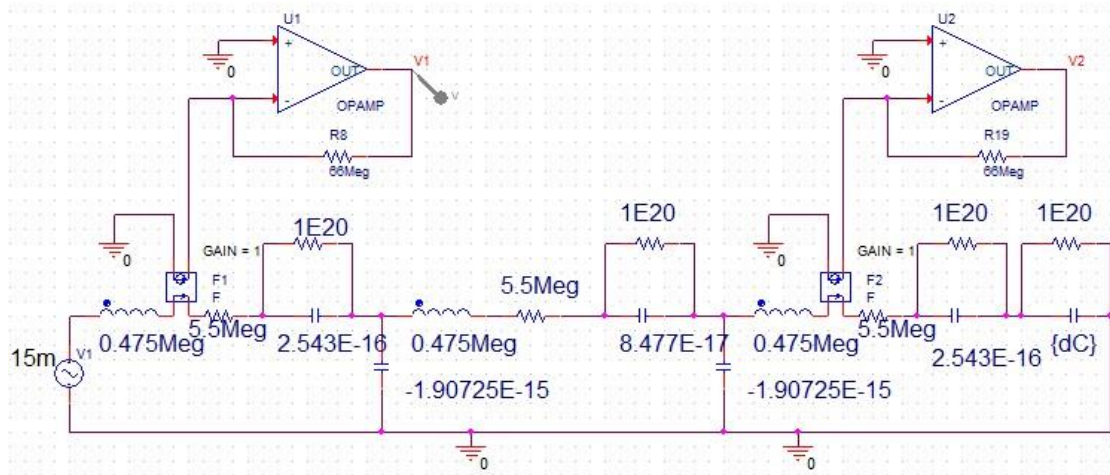 U1
+
OUT
-
OPAMP
0
V1
V
R8
66Meg
U2
+
OUT
-
OPAMP
0
V2
R19
66Meg
1E20
GAIN = 1
F1
F
0
5.5Meg
0.475Meg
2.543E-16
15m
V1
-1.90725E-15
0.475Meg
5.5Meg
1E20
8.477E-17
-1.90725E-15
0
GAIN = 1
F2
F
0.475Meg
5.5Meg
1E20
2.543E-16
1E20
{dC}
0
0